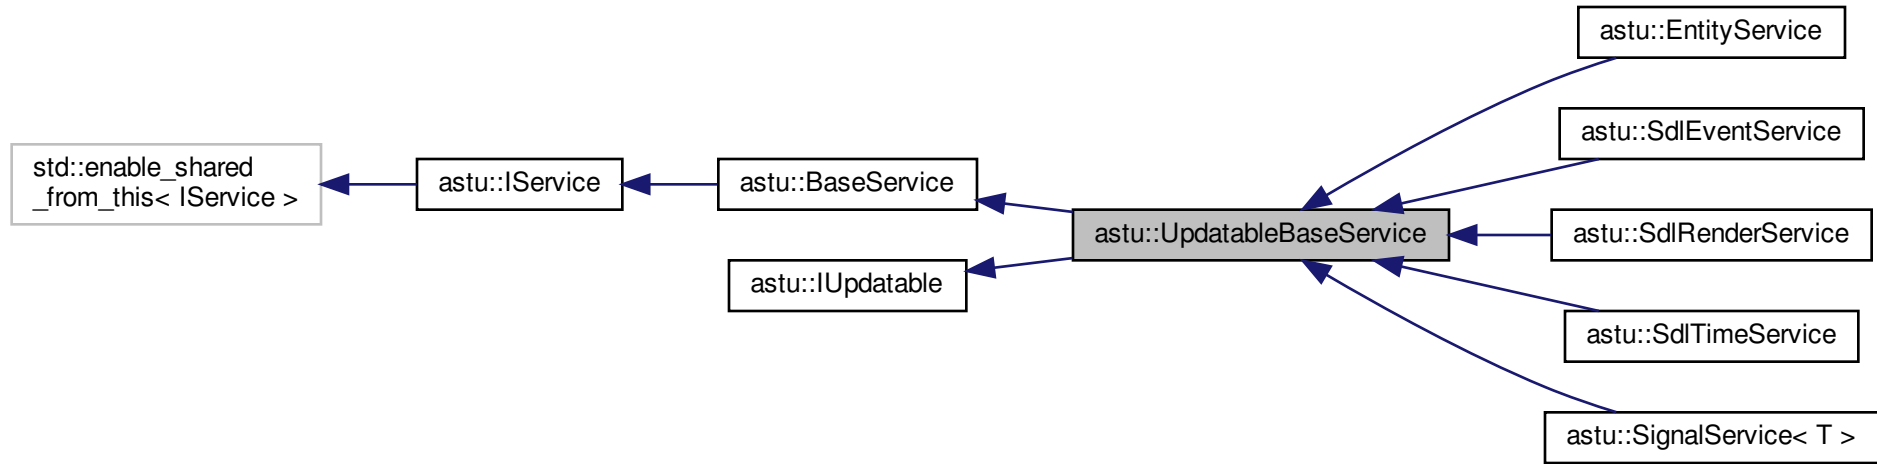 astu::EntityService
astu::SdlEventService
std::enable_shared
_from_this< IService >
astu::IService
astu::BaseService
astu::UpdatableBaseService
astu::SdlRenderService
astu::IUpdatable
astu::SdlTimeService
astu::SignalService< T >